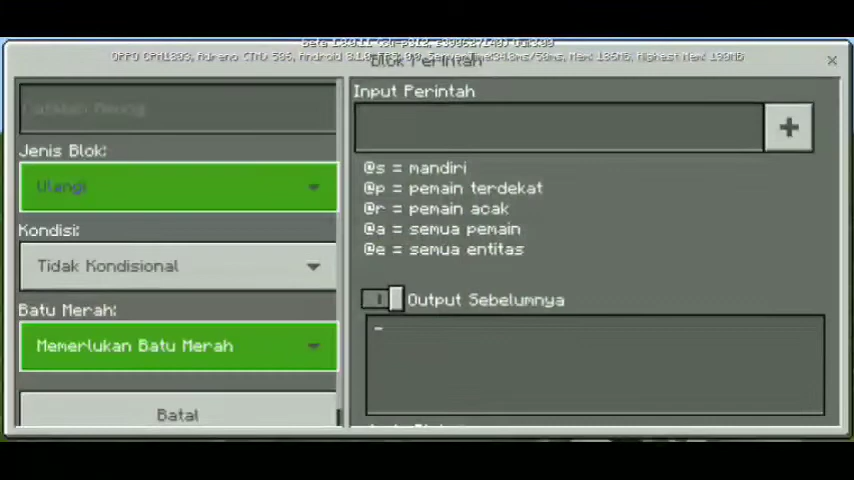 Blok Perintah
Input Perintah
Jenis Blok:
@s = mandiri
@p = pemain terdekat
Ulangi
@r = pemain acak
@a = semua pemain
Kondisi:
@e = semua entitas
Tidak Kondisional
Output Sebelumnya
Batu Merah:
-
Memerlukan Batu Merah
Batal